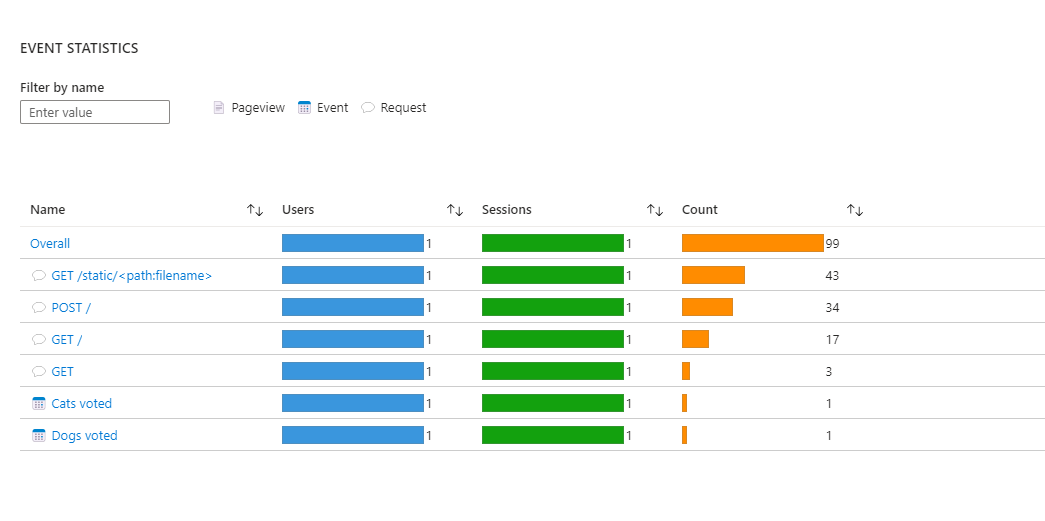 EVENT STATISTICS
Filter by name
Enter value
Pageview Event Request
Name Users Sessions Count
Overall 1 1 99
GET /static/<path:filename> 1 1 43
POST / 1 1 34
GET / 1 1 17
GET 1 1 3
Cats voted 1 1 1
Dogs voted 1 1 1